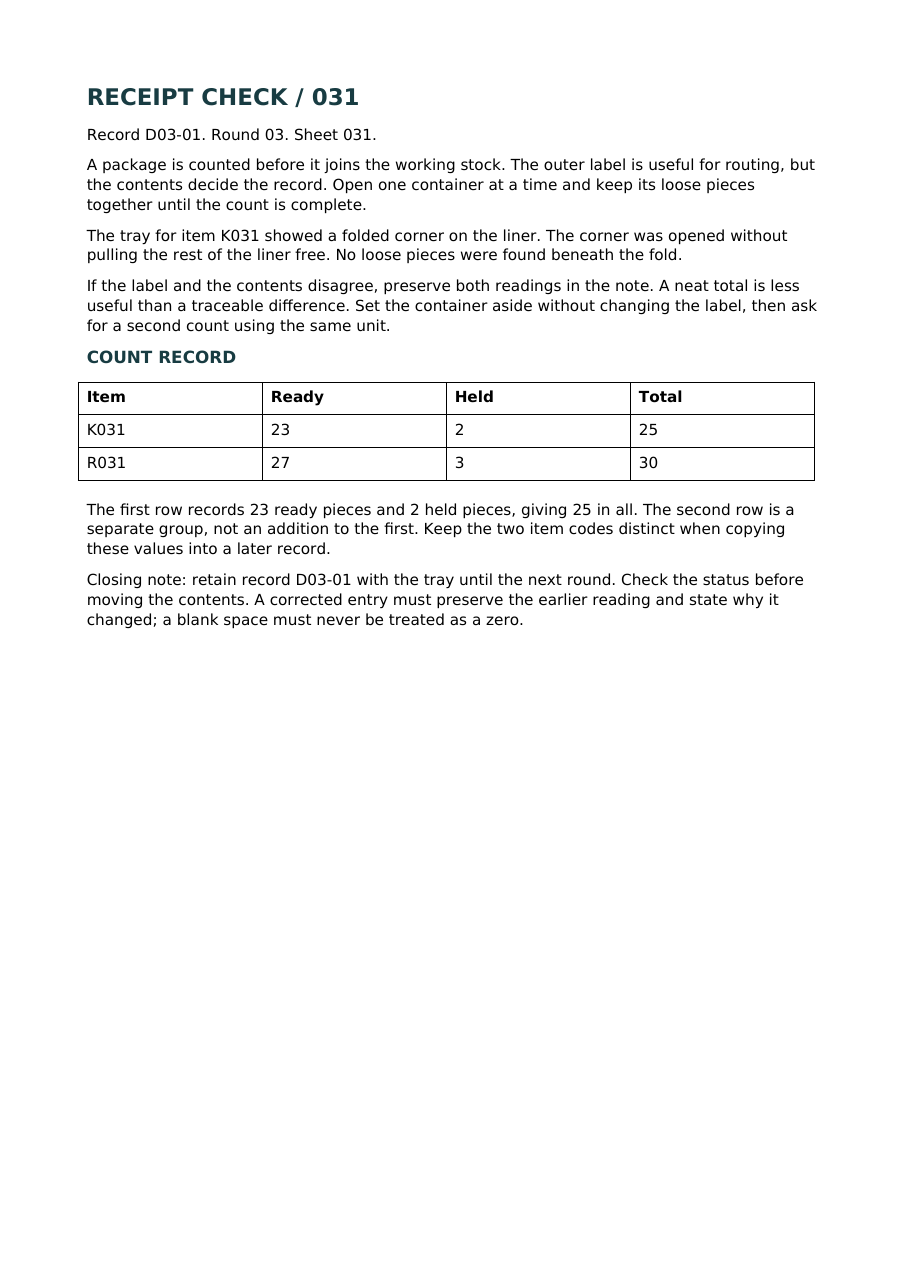 RECEIPT CHECK / 031
Record D03-01. Round 03. Sheet 031.
A package is counted before it joins the working stock. The outer label is useful for routing, but
the contents decide the record. Open one container at a time and keep its loose pieces
together until the count is complete.
The tray for item K031 showed a folded corner on the liner. The corner was opened without
pulling the rest of the liner free. No loose pieces were found beneath the fold.
If the label and the contents disagree, preserve both readings in the note. A neat total is less
useful than a traceable difference. Set the container aside without changing the label, then ask
for a second count using the same unit.
COUNT RECORD
Item Ready Held Total
K031 23 2 25
R031 27 3 30
The first row records 23 ready pieces and 2 held pieces, giving 25 in all. The second row is a
separate group, not an addition to the first. Keep the two item codes distinct when copying
these values into a later record.
Closing note: retain record D03-01 with the tray until the next round. Check the status before
moving the contents. A corrected entry must preserve the earlier reading and state why it
changed; a blank space must never be treated as a zero.